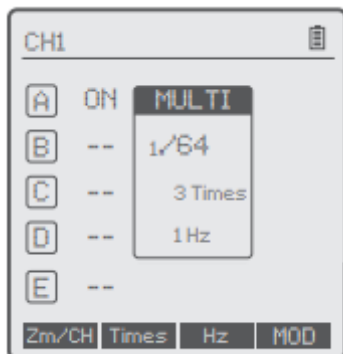 CH1
A ON MULTI
B -- 1/64
C -- 3 Times
D -- 1 Hz
E --
Zm/CH Times Hz MOD